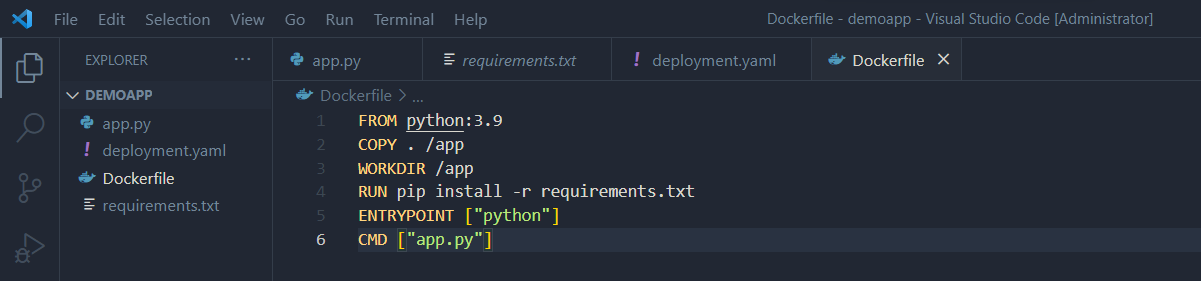 File Edit Selection View Go Run Terminal Help Dockerfile - demoapp - Visual Studio Code [Administrator]
EXPLORER ...
DEMOAPP
app.py
! deployment.yaml
Dockerfile
requirements.txt
app.py requirements.txt ! deployment.yaml Dockerfile
Dockerfile > ...
1 FROM python:3.9
2 COPY . /app
3 WORKDIR /app
4 RUN pip install -r requirements.txt
5 ENTRYPOINT ["python"]
6 CMD ["app.py"]